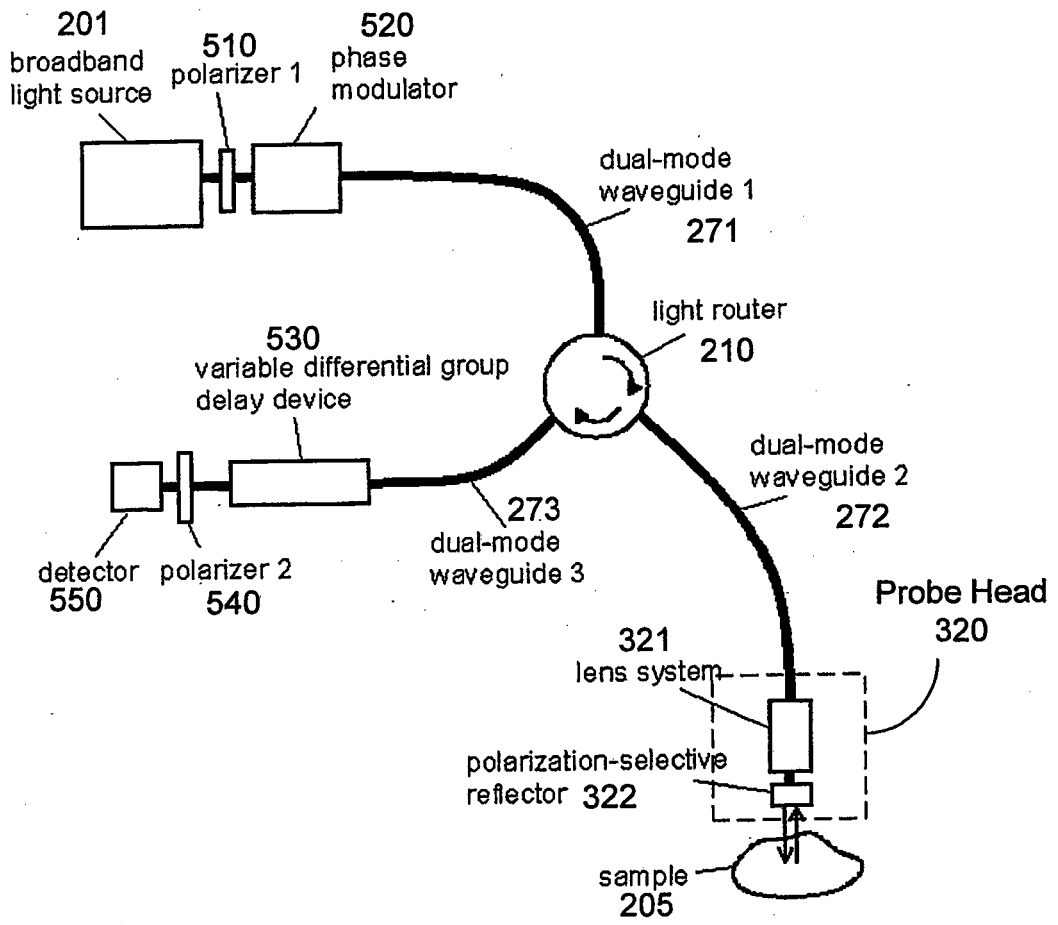 201
broadband
light source
510
polarizer 1
520
phase
modulator
dual-mode
waveguide 1
271
light router
210
530
variable differential group
delay device
dual-mode
waveguide 2
272
273
dual-mode
waveguide 3
detector
550
polarizer 2
540
Probe Head
320
321
lens system
polarization-selective
reflector 322
sample
205